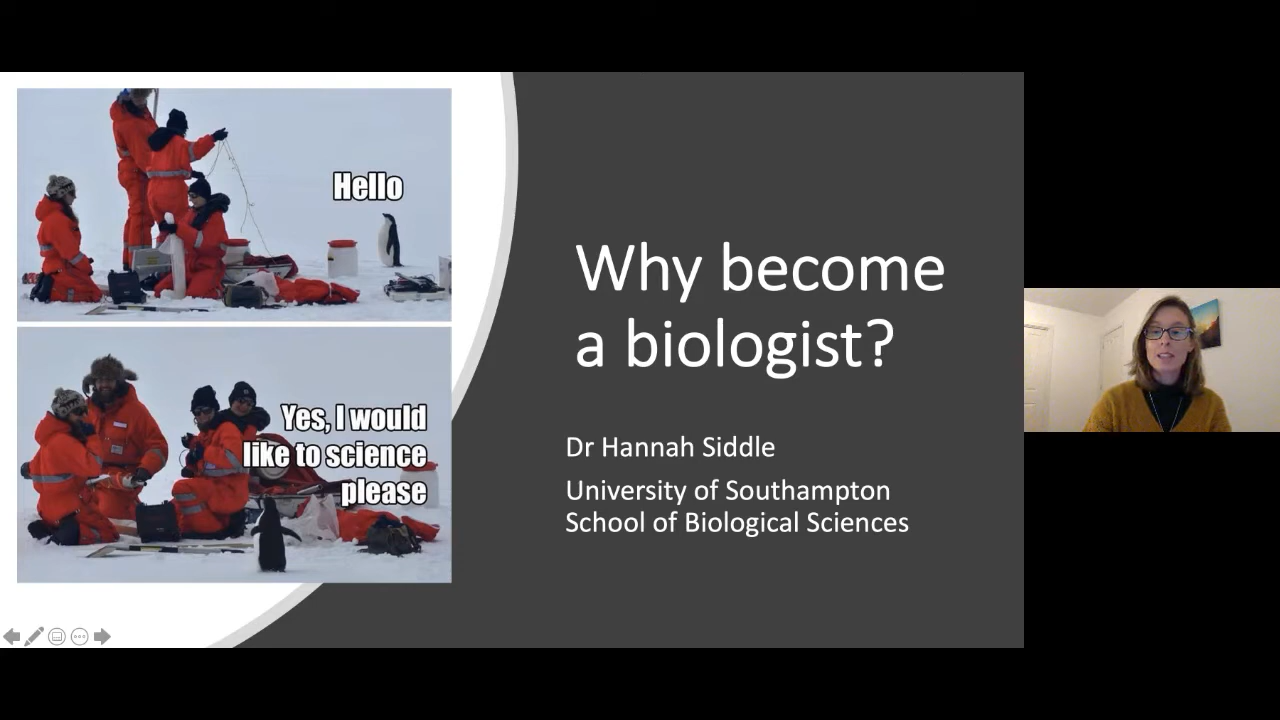 Hello
Yes, I would
like to science
please
Why become
a biologist?
Dr Hannah Siddle
University of Southampton
School of Biological Sciences